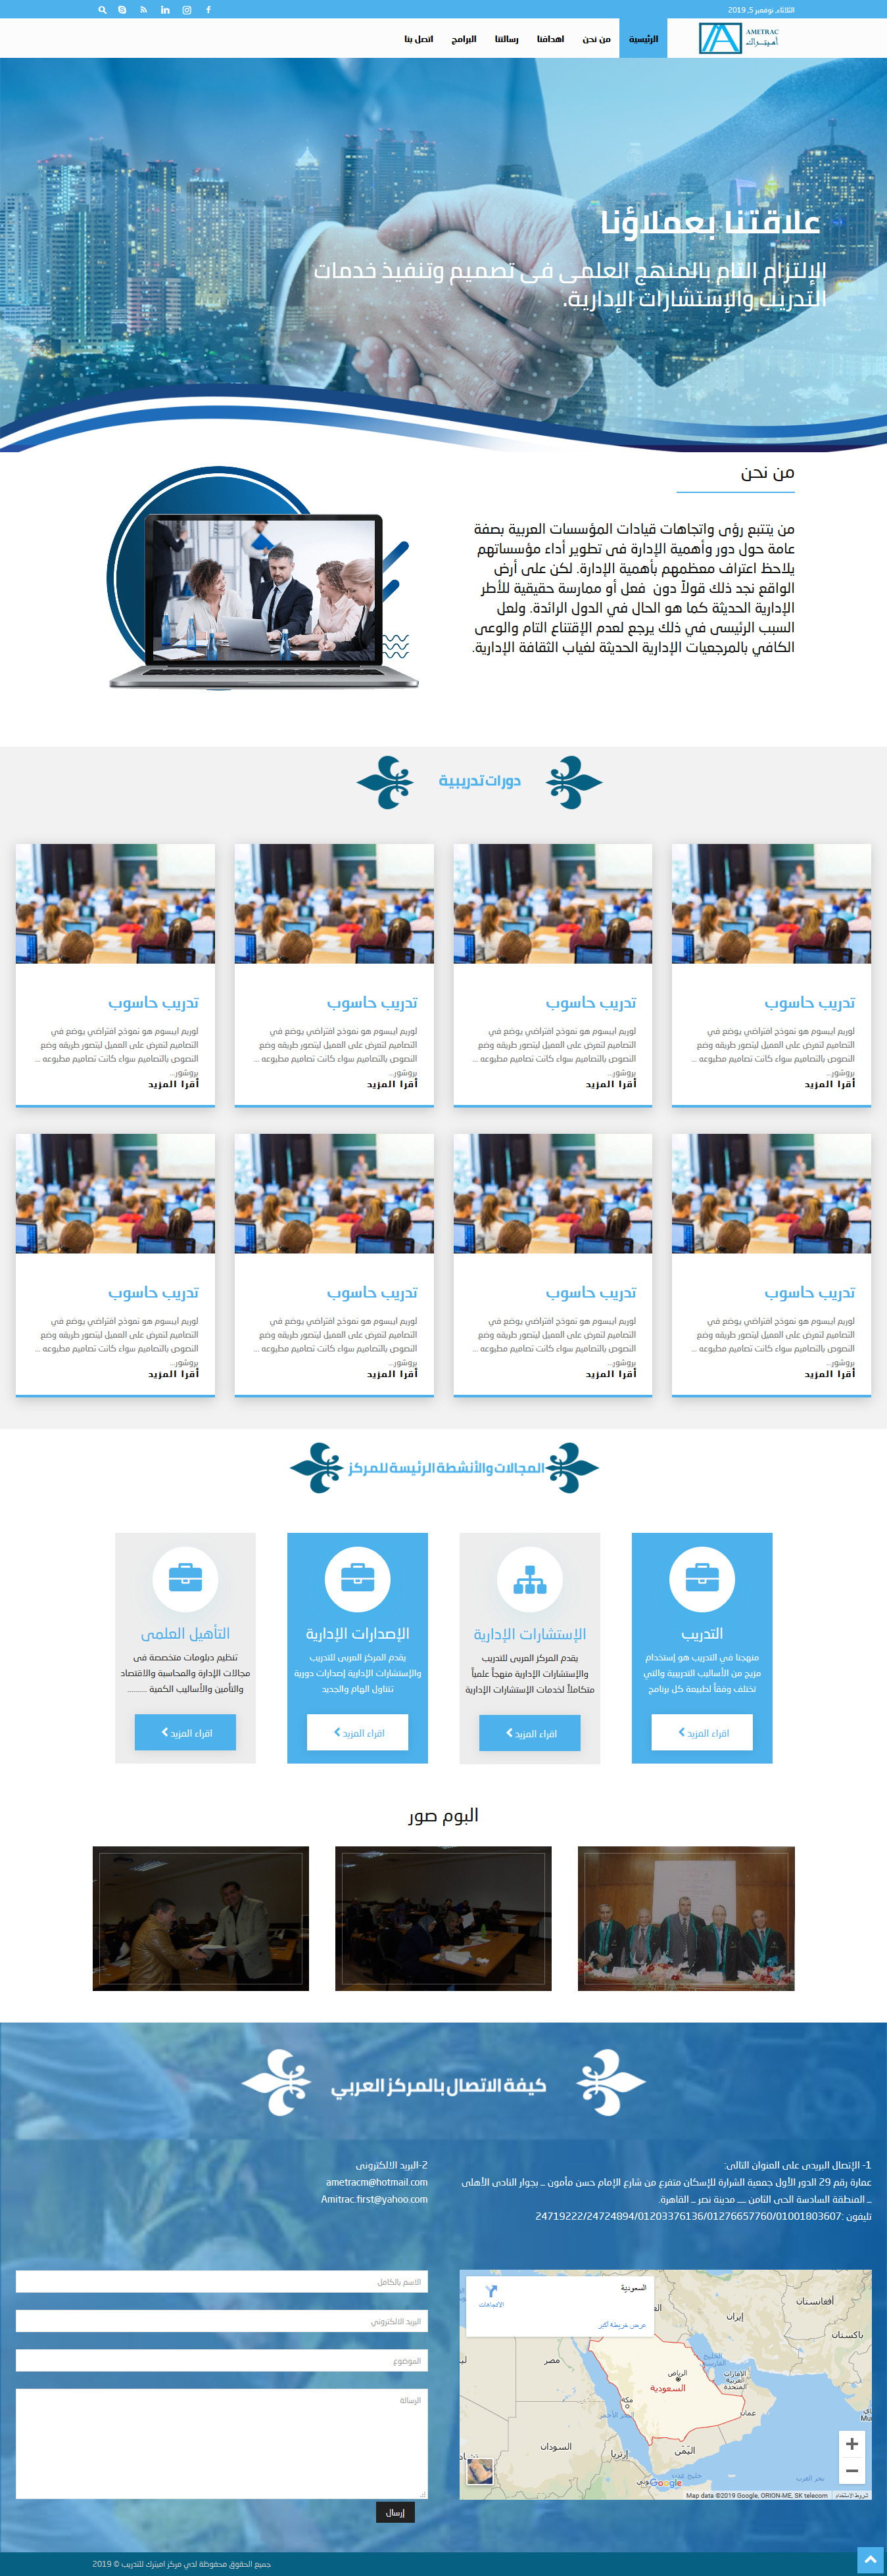 الثلاثاء, نوفمبر 5, 2019
AMETRAC
أميتراك
الرئيسية
من نحن
اهدافنا
رسالتنا
البرامج
اتصل بنا
علاقتنا بعملاؤنا
الإلتزام التام بالمنهج العلمى فى تصميم وتنفيذ خدمات
التدريب والإستشارات الإدارية.
من نحن
من يتتبع رؤى واتجاهات قيادات المؤسسات العربية بصفة
عامة حول دور وأهمية الإدارة فى تطوير أداء مؤسساتهم
يلاحظ اعتراف معظمهم بأهمية الإدارة. لكن على أرض
الواقع نجد ذلك قولاً دون فعل أو ممارسة حقيقية للأطر
الإدارية الحديثة كما هو الحال في الدول الرائدة. ولعل
السبب الرئيسى في ذلك يرجع لعدم الإقتناع التام والوعى
الكافي بالمرجعيات الإدارية الحديثة لغياب الثقافة الإدارية.
دورات تدريبية
تدريب حاسوب
لوريم ايبسوم هو نموذج افتراضي يوضع في
التصاميم لتعرض على العميل ليتصور طريقه وضع
النصوص بالتصاميم سواء كانت تصاميم مطبوعه ...
بروشور...
أقرا المزيد
تدريب حاسوب
لوريم ايبسوم هو نموذج افتراضي يوضع في
التصاميم لتعرض على العميل ليتصور طريقه وضع
النصوص بالتصاميم سواء كانت تصاميم مطبوعه ...
بروشور...
أقرا المزيد
تدريب حاسوب
لوريم ايبسوم هو نموذج افتراضي يوضع في
التصاميم لتعرض على العميل ليتصور طريقه وضع
النصوص بالتصاميم سواء كانت تصاميم مطبوعه ...
بروشور...
أقرا المزيد
تدريب حاسوب
لوريم ايبسوم هو نموذج افتراضي يوضع في
التصاميم لتعرض على العميل ليتصور طريقه وضع
النصوص بالتصاميم سواء كانت تصاميم مطبوعه ...
بروشور...
أقرا المزيد
تدريب حاسوب
لوريم ايبسوم هو نموذج افتراضي يوضع في
التصاميم لتعرض على العميل ليتصور طريقه وضع
النصوص بالتصاميم سواء كانت تصاميم مطبوعه ...
بروشور...
أقرا المزيد
تدريب حاسوب
لوريم ايبسوم هو نموذج افتراضي يوضع في
التصاميم لتعرض على العميل ليتصور طريقه وضع
النصوص بالتصاميم سواء كانت تصاميم مطبوعه ...
بروشور...
أقرا المزيد
تدريب حاسوب
لوريم ايبسوم هو نموذج افتراضي يوضع في
التصاميم لتعرض على العميل ليتصور طريقه وضع
النصوص بالتصاميم سواء كانت تصاميم مطبوعه ...
بروشور...
أقرا المزيد
تدريب حاسوب
لوريم ايبسوم هو نموذج افتراضي يوضع في
التصاميم لتعرض على العميل ليتصور طريقه وضع
النصوص بالتصاميم سواء كانت تصاميم مطبوعه ...
بروشور...
أقرا المزيد
المجالات والأنشطة الرئيسة للمركز
التدريب
منهجنا في التدريب هو إستخدام
مزيج من الأساليب التدريبية والتي
تختلف وفقاً لطبيعة كل برنامج
اقراء المزيد
الإستشارات الإدارية
يقدم المركز العربى للتدريب
والإستشارات الإدارية منهجاً علمياً
متكاملاً لخدمات الإستشارات الإدارية
اقراء المزيد
الإصدارات الإدارية
يقدم المركز العربى للتدريب
والإستشارات الإدارية إصدارات دورية
تتناول الهام والجديد
اقراء المزيد
التأهيل العلمى
تنظيم دبلومات متخصصة فى
مجالات الإدارة والمحاسبة والاقتصاد
والتأمين والأساليب الكمية ..........
اقراء المزيد
البوم صور
كيفة الاتصال بالمركز العربي
1- الإتصال البريدى على العنوان التالى:
عمارة رقم 29 الدور الأول جمعية الشرارة للإسكان متفرع من شارع الإمام حسن مأمون ــ بجوار النادى الأهلى
ــ المنطقة السادسة الحى الثامن ــــ مدينة نصر ــ القاهرة.
تليفون :24719222/24724894/01203376136/01276657760/01001803607
2-البريد الالكترونى
ametracm@hotmail.com
Amitrac.first@yahoo.com
السعودية
الاتجاهات
عرض خريطة أكبر
أفغانستان
إيران
باكستان
مصر
الخليج
الفارسي
الرياض
الإمارات
العربية
المتحدة
السعودية
مكة
البحر الأحمر
عمان
السودان
إرتريا
اليمن
خليج عدن
بحر العرب
تشاد
Google
Map data ©2019 Google, ORION-ME, SK telecom
شروط الاستخدام
الاسم بالكامل
البريد الالكتروني
الموضوع
الرسالة
إرسال
جميع الحقوق محفوظة لدي مركز اميترك للتدريب © 2019